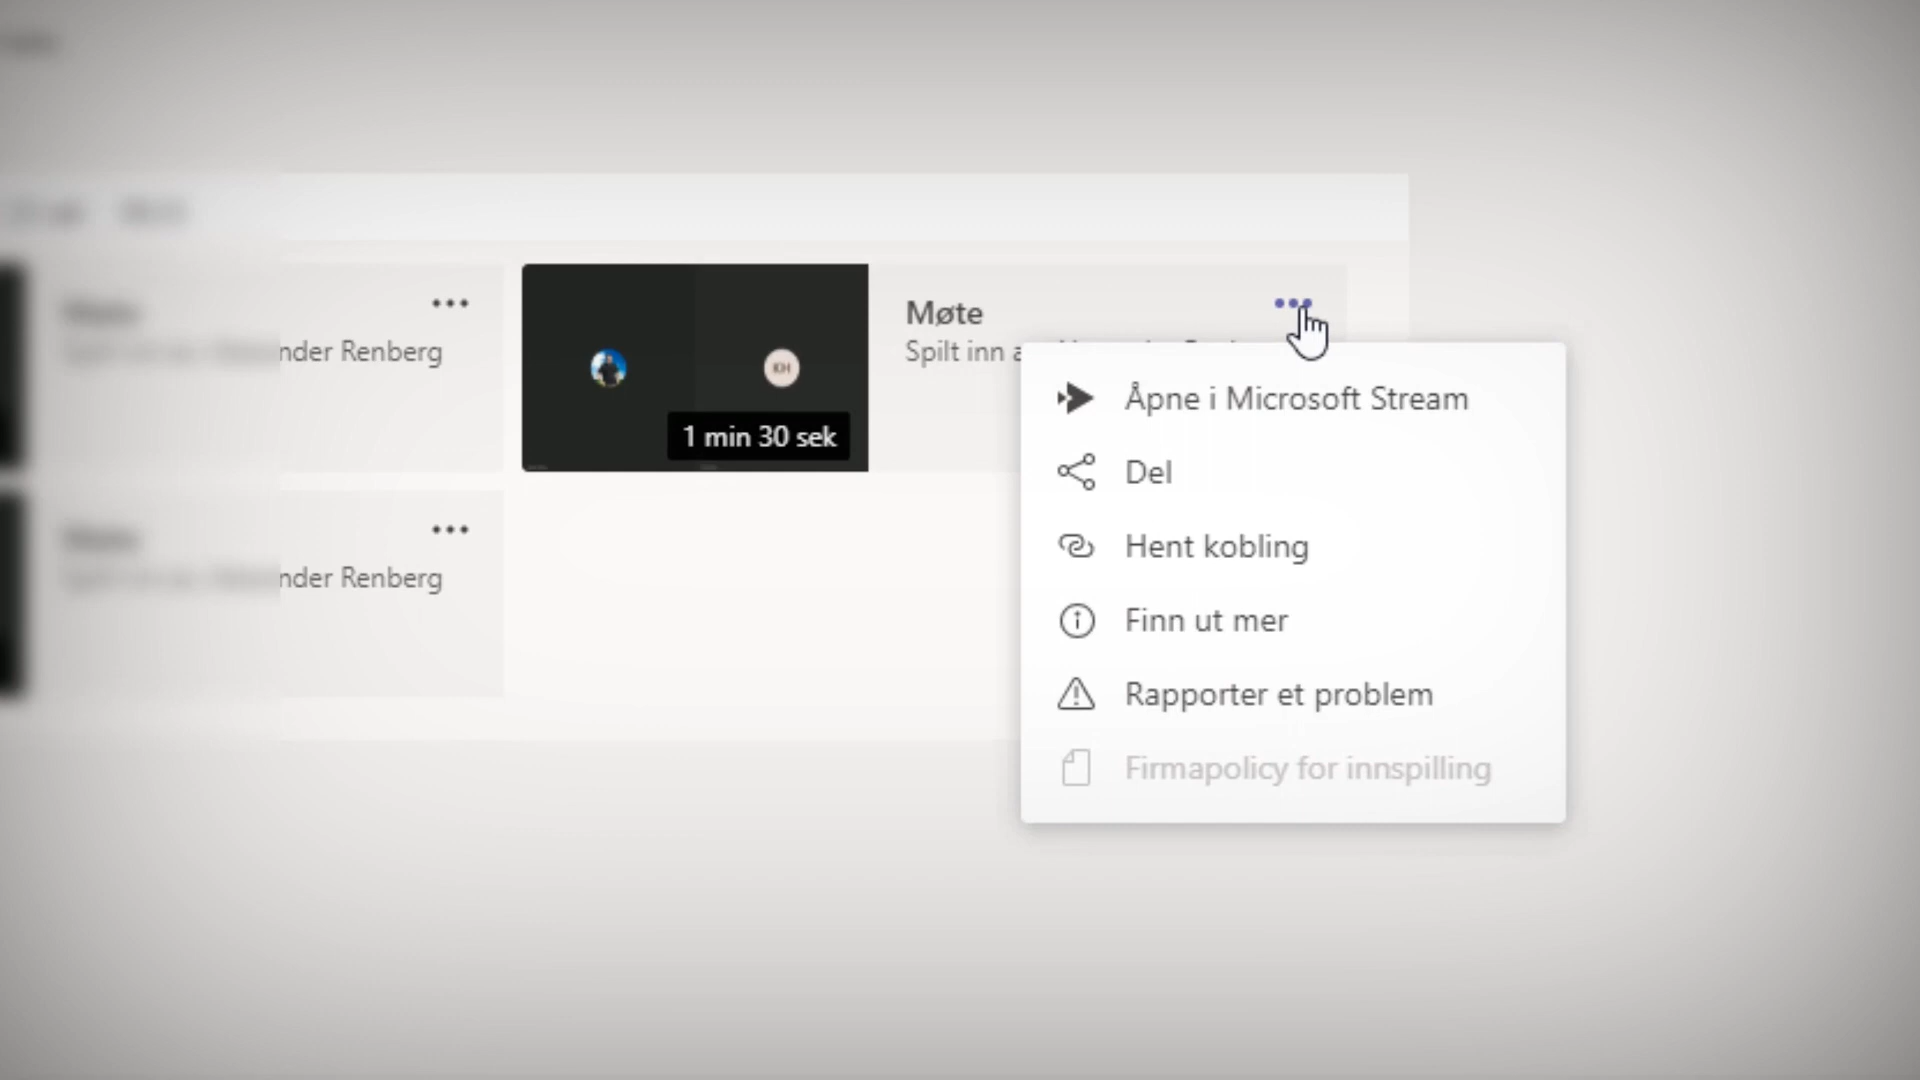 nder Renberg
Møte
Spilt inn a
KH
1 min 30 sek
Åpne i Microsoft Stream
Del
Hent kobling
Finn ut mer
Rapporter et problem
Firmapolicy for innspilling
nder Renberg